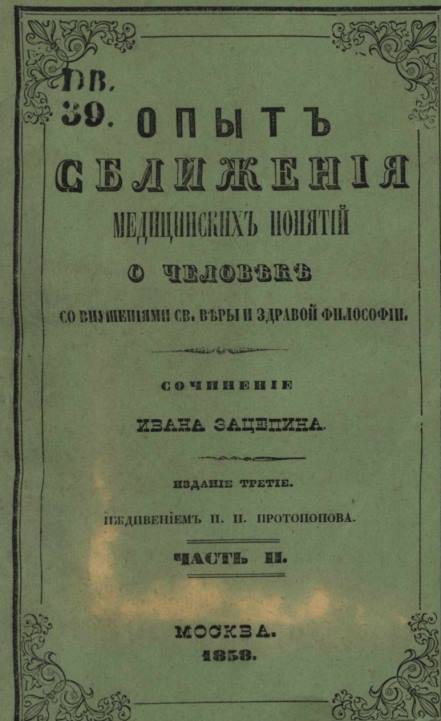 DB.
39.
ОПЫТЪ
СБЛИЖЕНІЯ
МЕДИЦИНСКИХЪ ПОНЯТІЙ
О ЧЕЛОВѢКѢ
СО ВНУШЕНІЯМИ СВ. ВѢРЫ И ЗДРАВОЙ ФИЛОСОФІИ.
СОЧИНЕНІЕ
ИВАНА ЗАЦЕПИНА.
ИЗДАНІЕ ТРЕТІЕ.
ИЖДИВЕНІЕМЪ П. П. ПРОТОПОПОВА.
ЧАСТЬ II.
МОСКВА.
1858.